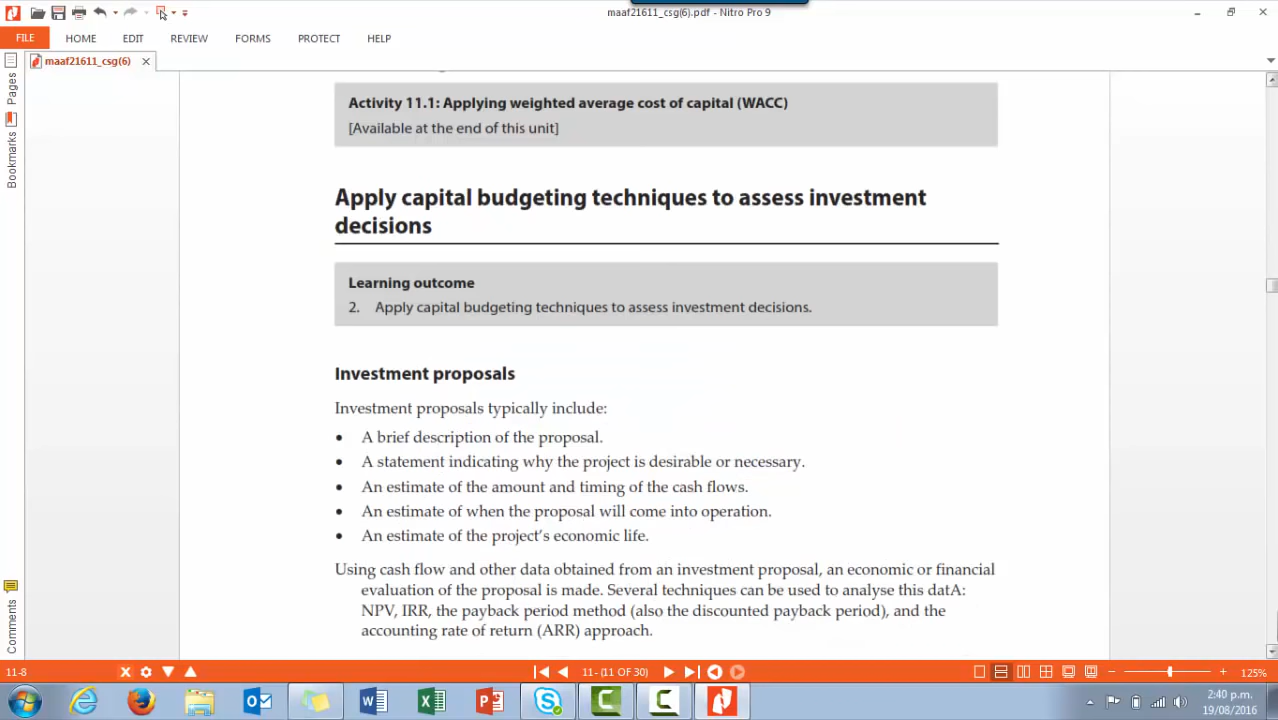 maaf21611_csg(6).pdf - Nitro Pro 9
FILE HOME EDIT REVIEW FORMS PROTECT HELP
maaf21611_csg(6)
Pages
Bookmarks
Comments
Activity 11.1: Applying weighted average cost of capital (WACC)
[Available at the end of this unit]
Apply capital budgeting techniques to assess investment
decisions
Learning outcome
2. Apply capital budgeting techniques to assess investment decisions.
Investment proposals
Investment proposals typically include:
• A brief description of the proposal.
• A statement indicating why the project is desirable or necessary.
• An estimate of the amount and timing of the cash flows.
• An estimate of when the proposal will come into operation.
• An estimate of the project's economic life.
Using cash flow and other data obtained from an investment proposal, an economic or financial
evaluation of the proposal is made. Several techniques can be used to analyse this datA:
NPV, IRR, the payback period method (also the discounted payback period), and the
accounting rate of return (ARR) approach.
11-8
11- (11 OF 30)
125%
2:40 p.m.
19/08/2016